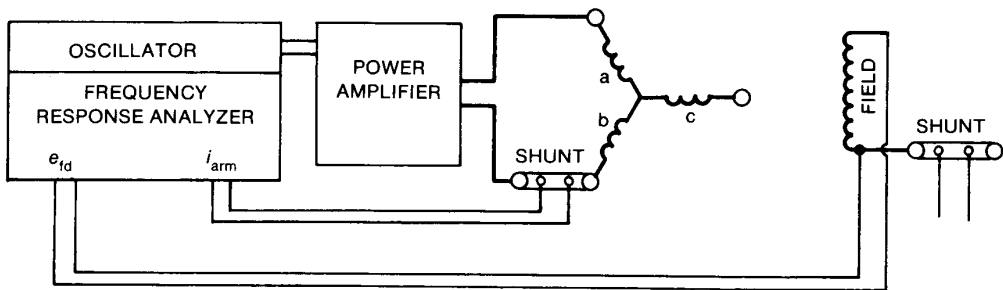 OSCILLATOR
FREQUENCY
RESPONSE ANALYZER
e_fd
i_arm
POWER
AMPLIFIER
a
b
c
SHUNT
FIELD
SHUNT